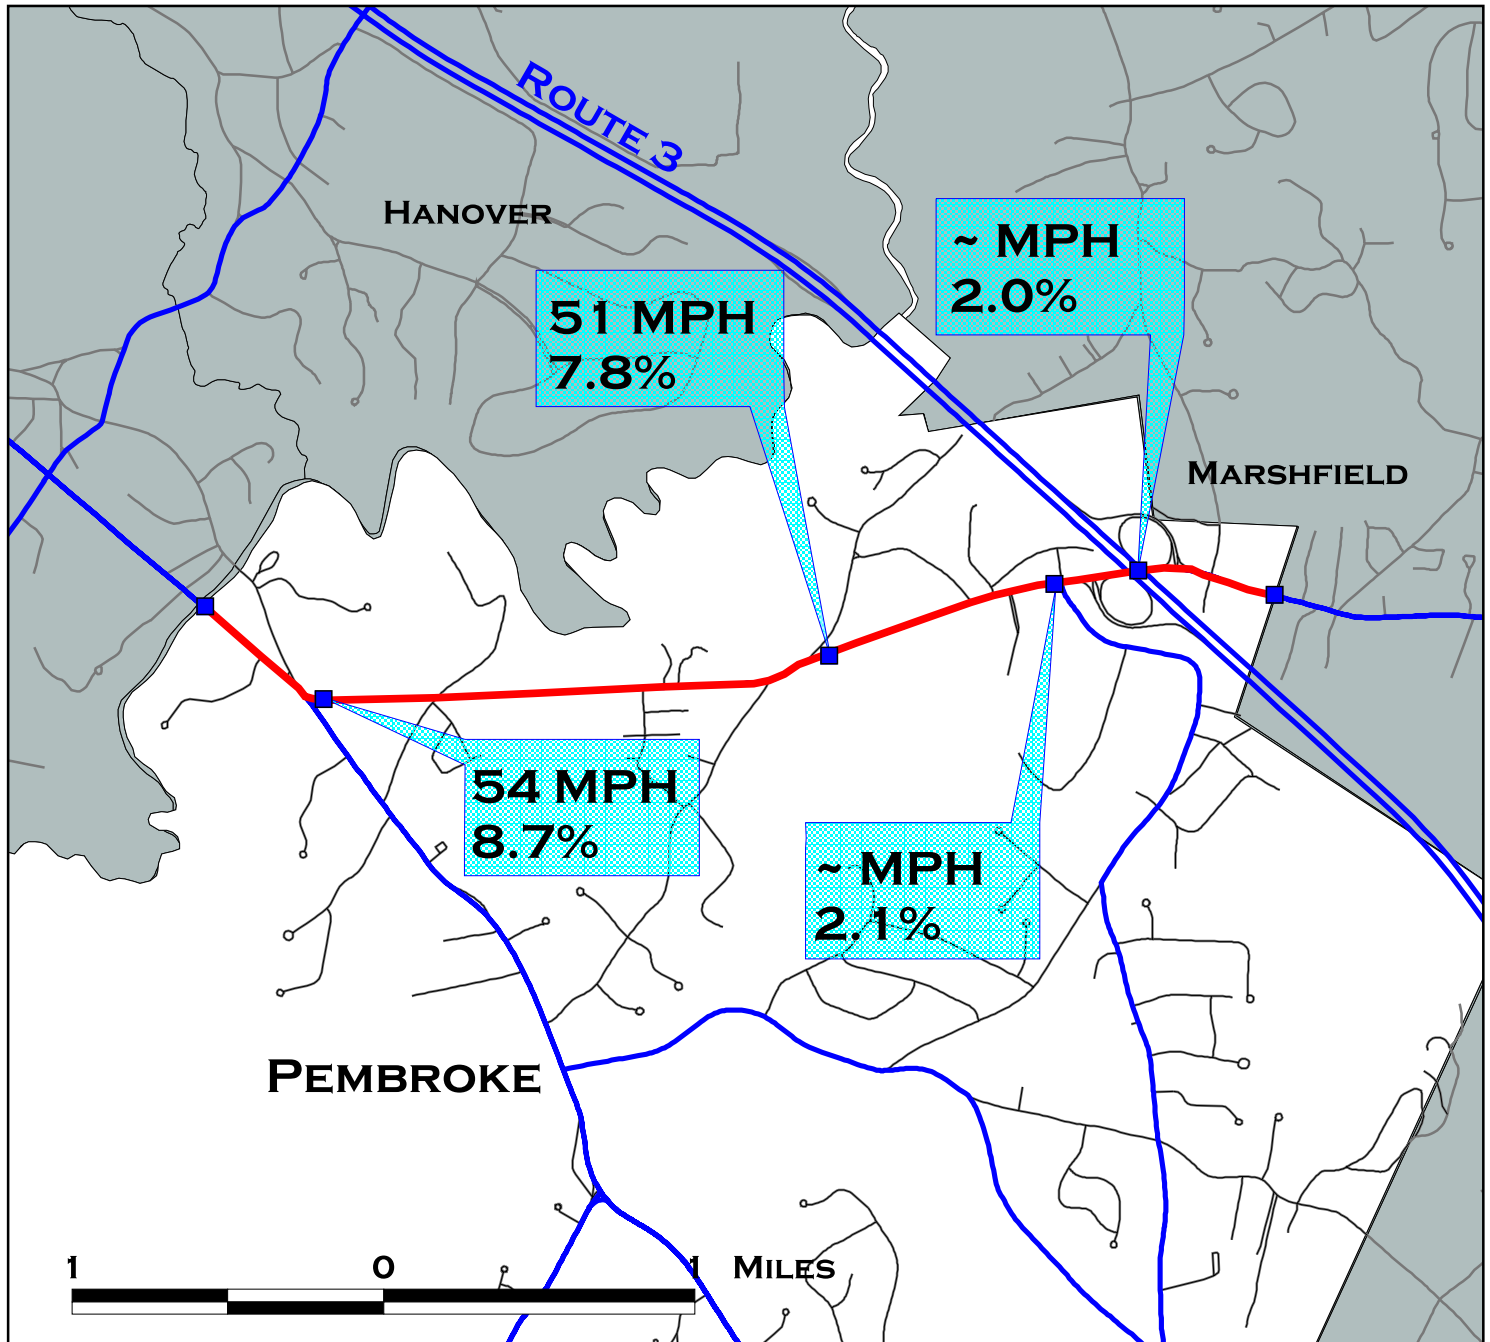 ROUTE 3
HANOVER
~ MPH
2.0%
51 MPH
7.8%
MARSHFIELD
54 MPH
8.7%
~ MPH
2.1%
PEMBROKE
1 0 1 MILES